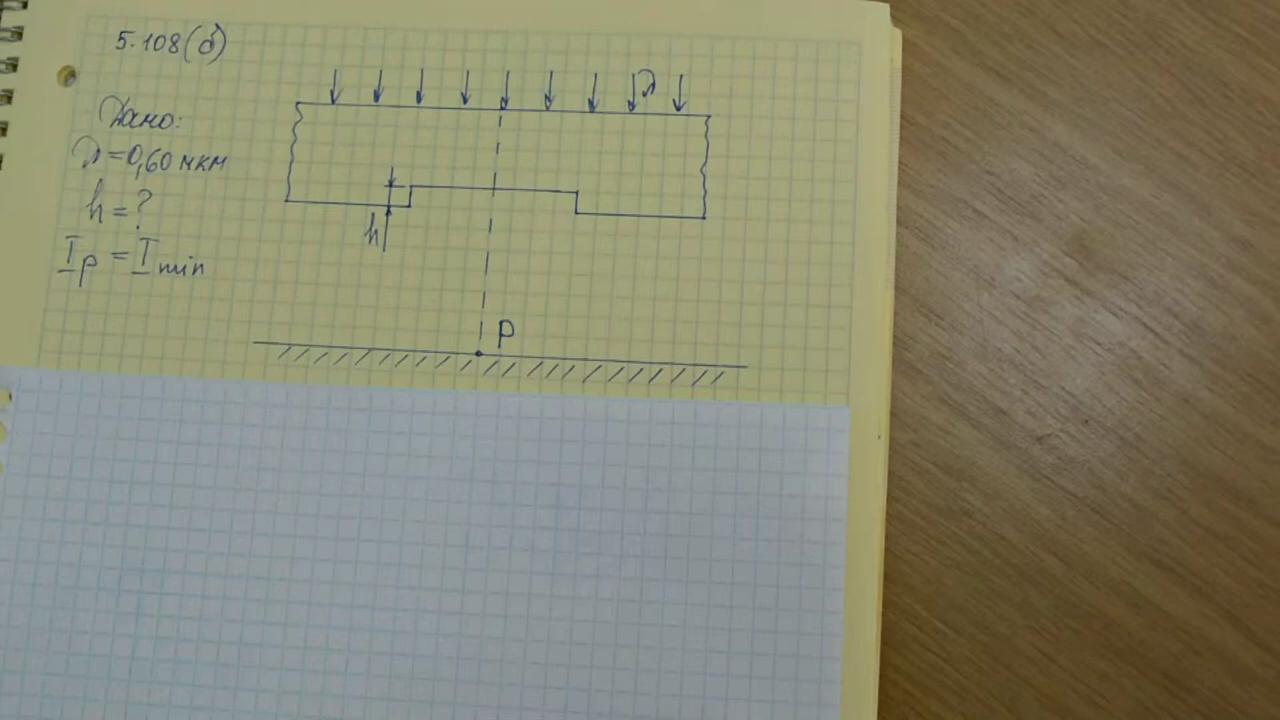 5.108(б)
λ
Дано:
λ=0,60 мкм
h=?
h
I_p = I_min
P